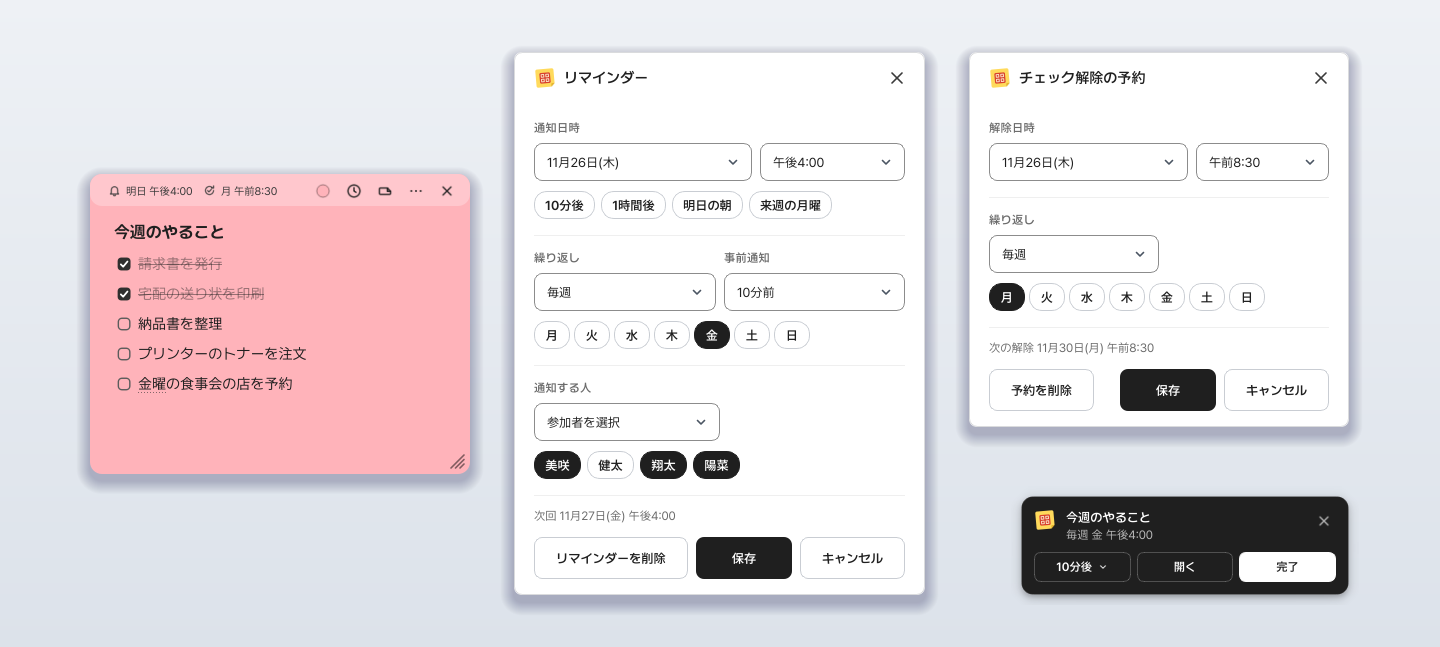 明日 午後4:00 月 午前8:30
今週のやること
請求書を発行
宅配の送り状を印刷
納品書を整理
プリンターのトナーを注文
金曜の食事会の店を予約
リマインダー
通知日時
11月26日(木) 午後4:00
10分後 1時間後 明日の朝 来週の月曜
繰り返し 事前通知
毎週 10分前
月 火 水 木 金 土 日
通知する人
参加者を選択
美咲 健太 翔太 陽菜
次回 11月27日(金) 午後4:00
リマインダーを削除 保存 キャンセル
チェック解除の予約
解除日時
11月26日(木) 午前8:30
繰り返し
毎週
月 火 水 木 金 土 日
次の解除 11月30日(月) 午前8:30
予約を削除 保存 キャンセル
今週のやること
毎週 金 午後4:00
10分後 開く 完了